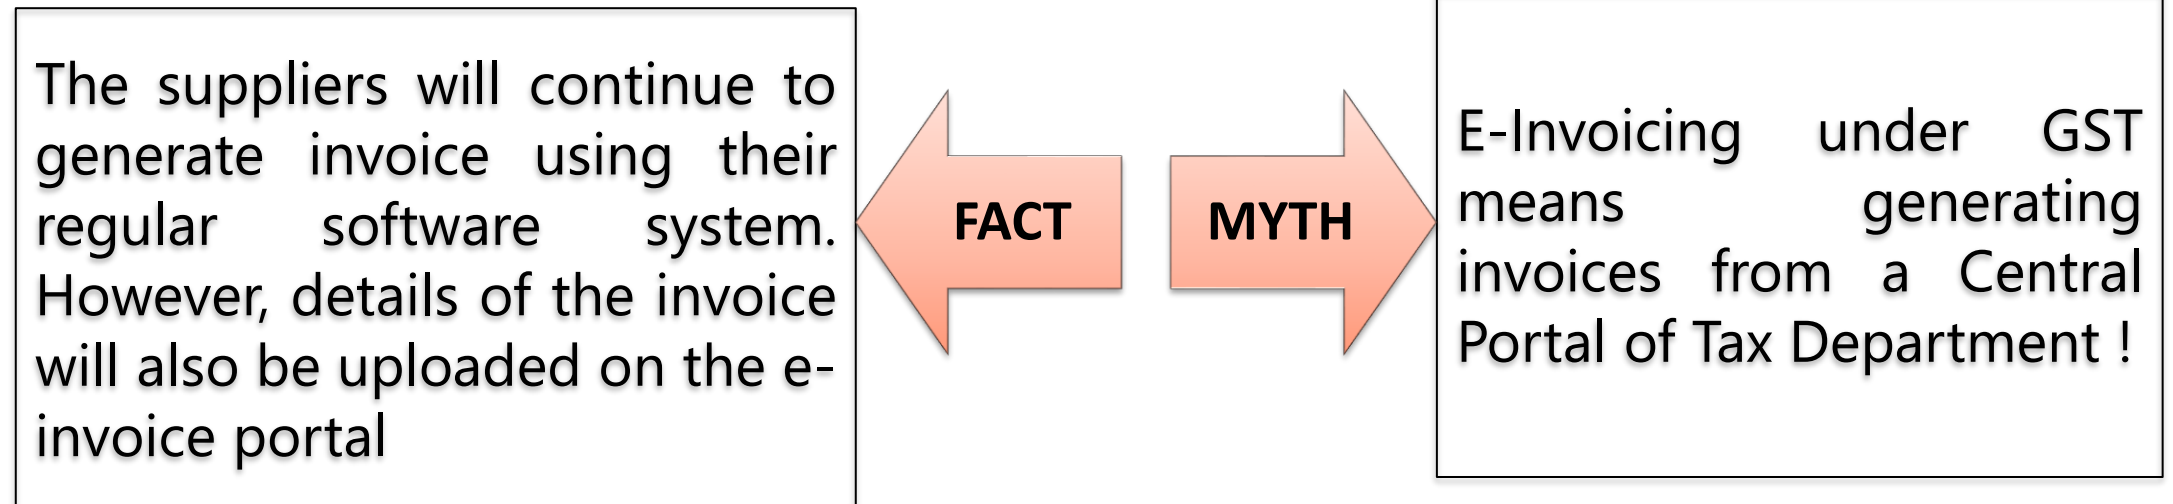 The suppliers will continue to
generate invoice using their
regular software system.
However, details of the invoice
will also be uploaded on the e-
invoice portal
FACT
MYTH
E-Invoicing under GST
means generating
invoices from a Central
Portal of Tax Department !